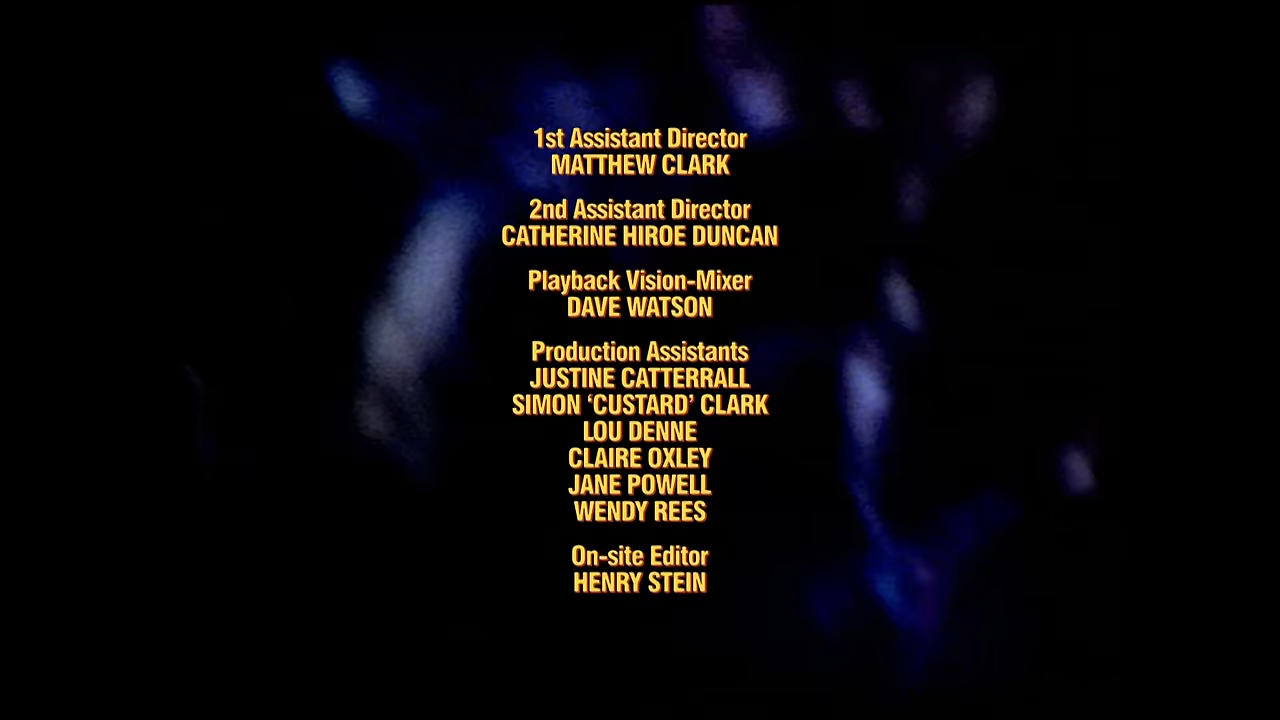 1st Assistant Director
MATTHEW CLARK
2nd Assistant Director
CATHERINE HIROE DUNCAN
Playback Vision-Mixer
DAVE WATSON
Production Assistants
JUSTINE CATTERRALL
SIMON ‘CUSTARD’ CLARK
LOU DENNE
CLAIRE OXLEY
JANE POWELL
WENDY REES
On-site Editor
HENRY STEIN